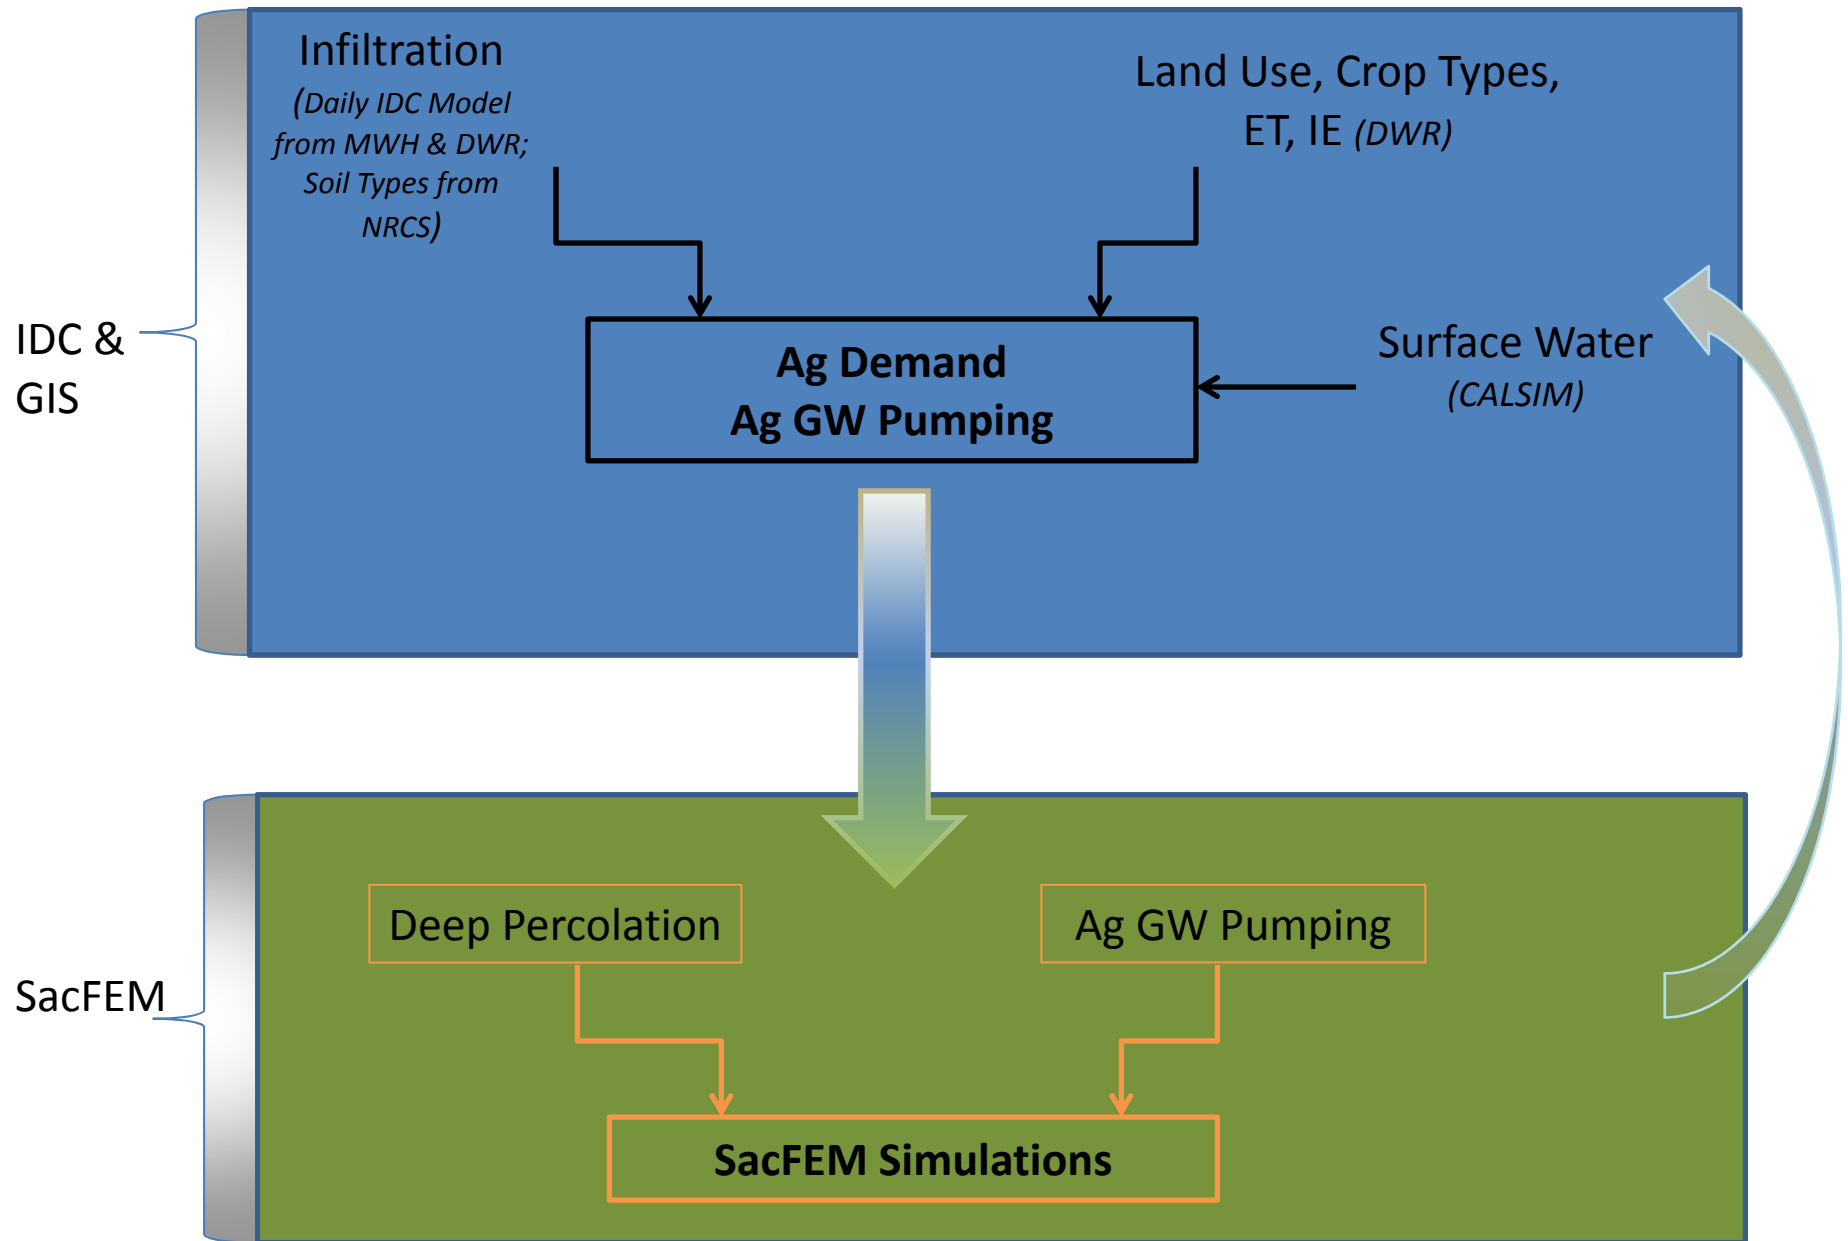 Infiltration
(Daily IDC Model
from MWH & DWR;
Soil Types from
NRCS)
Land Use, Crop Types,
ET, IE (DWR)
IDC &
GIS
Ag Demand
Ag GW Pumping
Surface Water
(CALSIM)
Deep Percolation
Ag GW Pumping
SacFEM
SacFEM Simulations